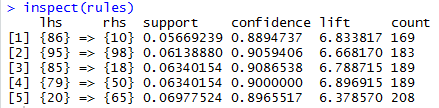 > inspect(rules)
lhs rhs support confidence lift count
[1] {86} => {10} 0.05669239 0.8894737 6.833817 169
[2] {95} => {98} 0.06138880 0.9059406 6.668170 183
[3] {85} => {18} 0.06340154 0.9086538 6.788715 189
[4] {79} => {50} 0.06340154 0.9000000 6.896915 189
[5] {20} => {65} 0.06977524 0.8965517 6.378570 208